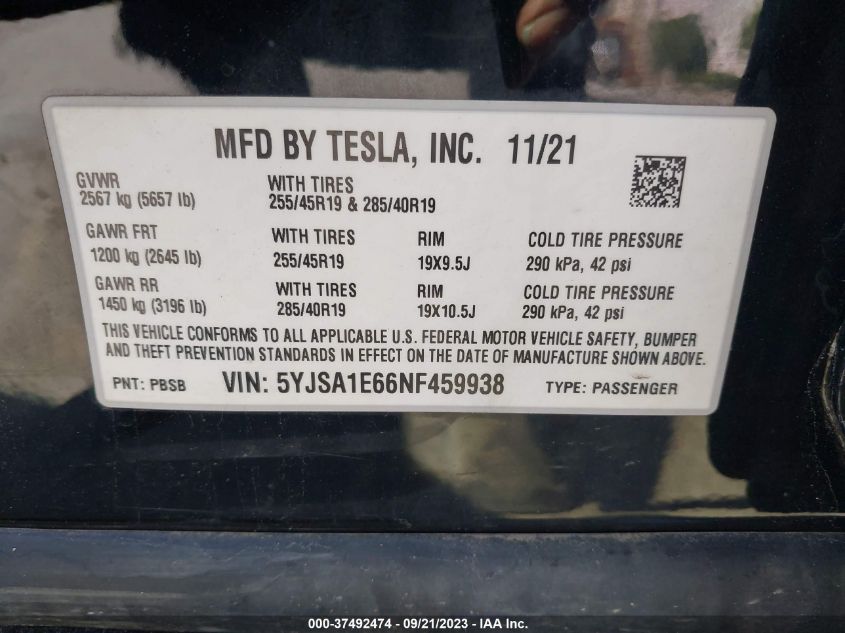 MFD BY TESLA, INC. 11/21
GVWR WITH TIRES
2567 kg (5657 lb) 255/45R19 & 285/40R19
GAWR FRT WITH TIRES RIM COLD TIRE PRESSURE
1200 kg (2645 lb) 255/45R19 19X9.5J 290 kPa, 42 psi
GAWR RR WITH TIRES RIM COLD TIRE PRESSURE
1450 kg (3196 lb) 285/40R19 19X10.5J 290 kPa, 42 psi
THIS VEHICLE CONFORMS TO ALL APPLICABLE U.S. FEDERAL MOTOR VEHICLE SAFETY, BUMPER
AND THEFT PREVENTION STANDARDS IN EFFECT ON THE DATE OF MANUFACTURE SHOWN ABOVE.
PNT: PBSB VIN: 5YJSA1E66NF459938 TYPE: PASSENGER
000-37492474 - 09/21/2023 - IAA Inc.